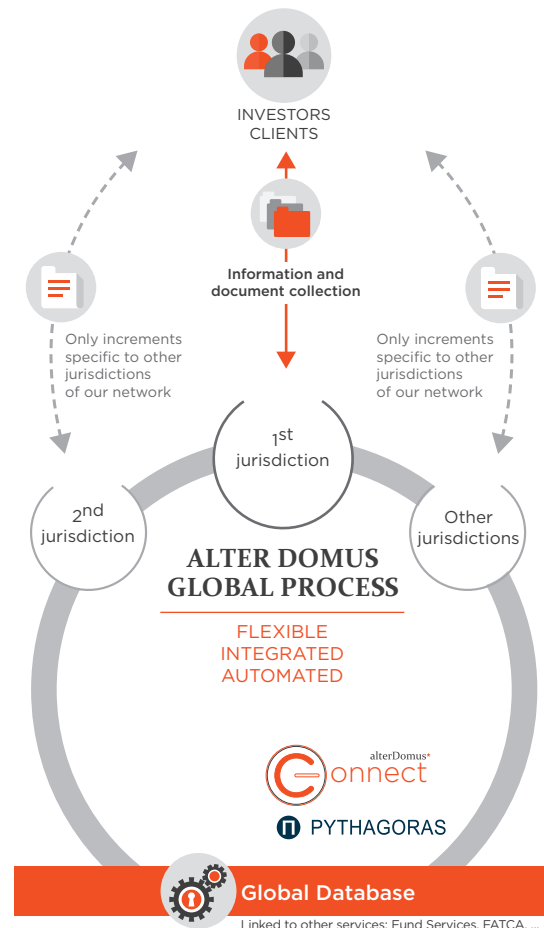 INVESTORS
CLIENTS
Information and
document collection
Only increments
specific to other
jurisdictions
of our network
Only increments
specific to other
jurisdictions
of our network
1st
jurisdiction
2nd
jurisdiction
Other
jurisdictions
ALTER DOMUS
GLOBAL PROCESS
FLEXIBLE
INTEGRATED
AUTOMATED
alterDomus*
Connect
PYTHAGORAS
Global Database
Linked to other services: Fund Services, FATCA, ...